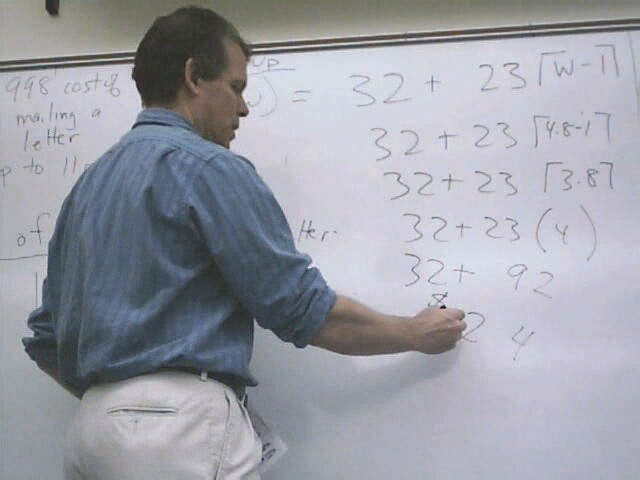 998 cost of
mailing a
letter
p to 11
of
UP
) = 32 + 23⌈W-1⌉
32 + 23⌈4.8-1⌉
32 + 23 ⌈3.8⌉
32 + 23 (4)
32 + 92
2 4